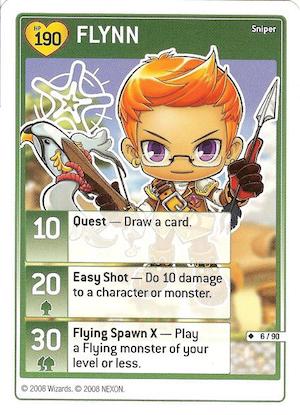 HP
190
FLYNN
Sniper
10
Quest — Draw a card.
20
Easy Shot — Do 10 damage
to a character or monster.
30
Flying Spawn X — Play
a Flying monster of your
level or less.
6 / 90
© 2008 Wizards. © 2008 NEXON.